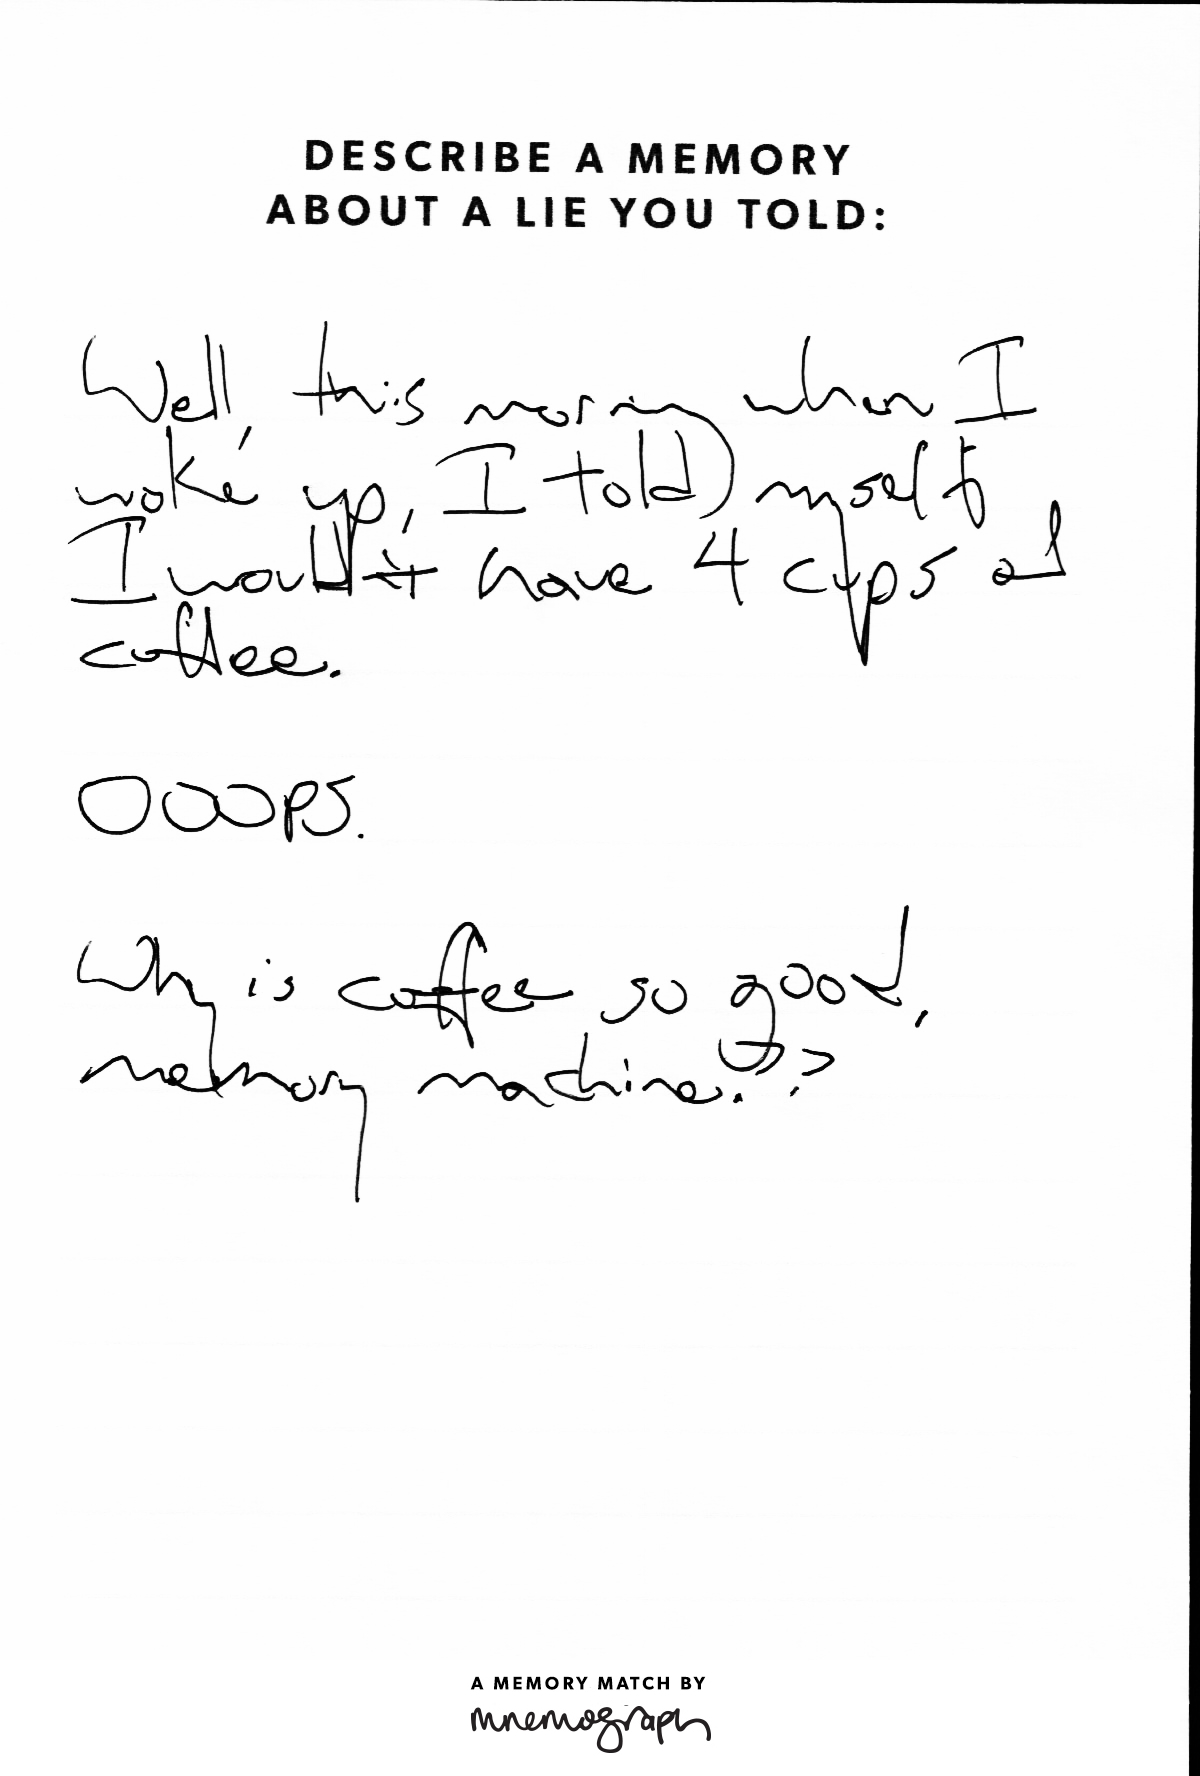 DESCRIBE A MEMORY
ABOUT A LIE YOU TOLD:
Well, this morning when I
woke up, I told myself
I wouldn't have 4 cups of
coffee.
OOOPS.
Why is coffee so good,
memory machine??
A MEMORY MATCH BY
mnemograph